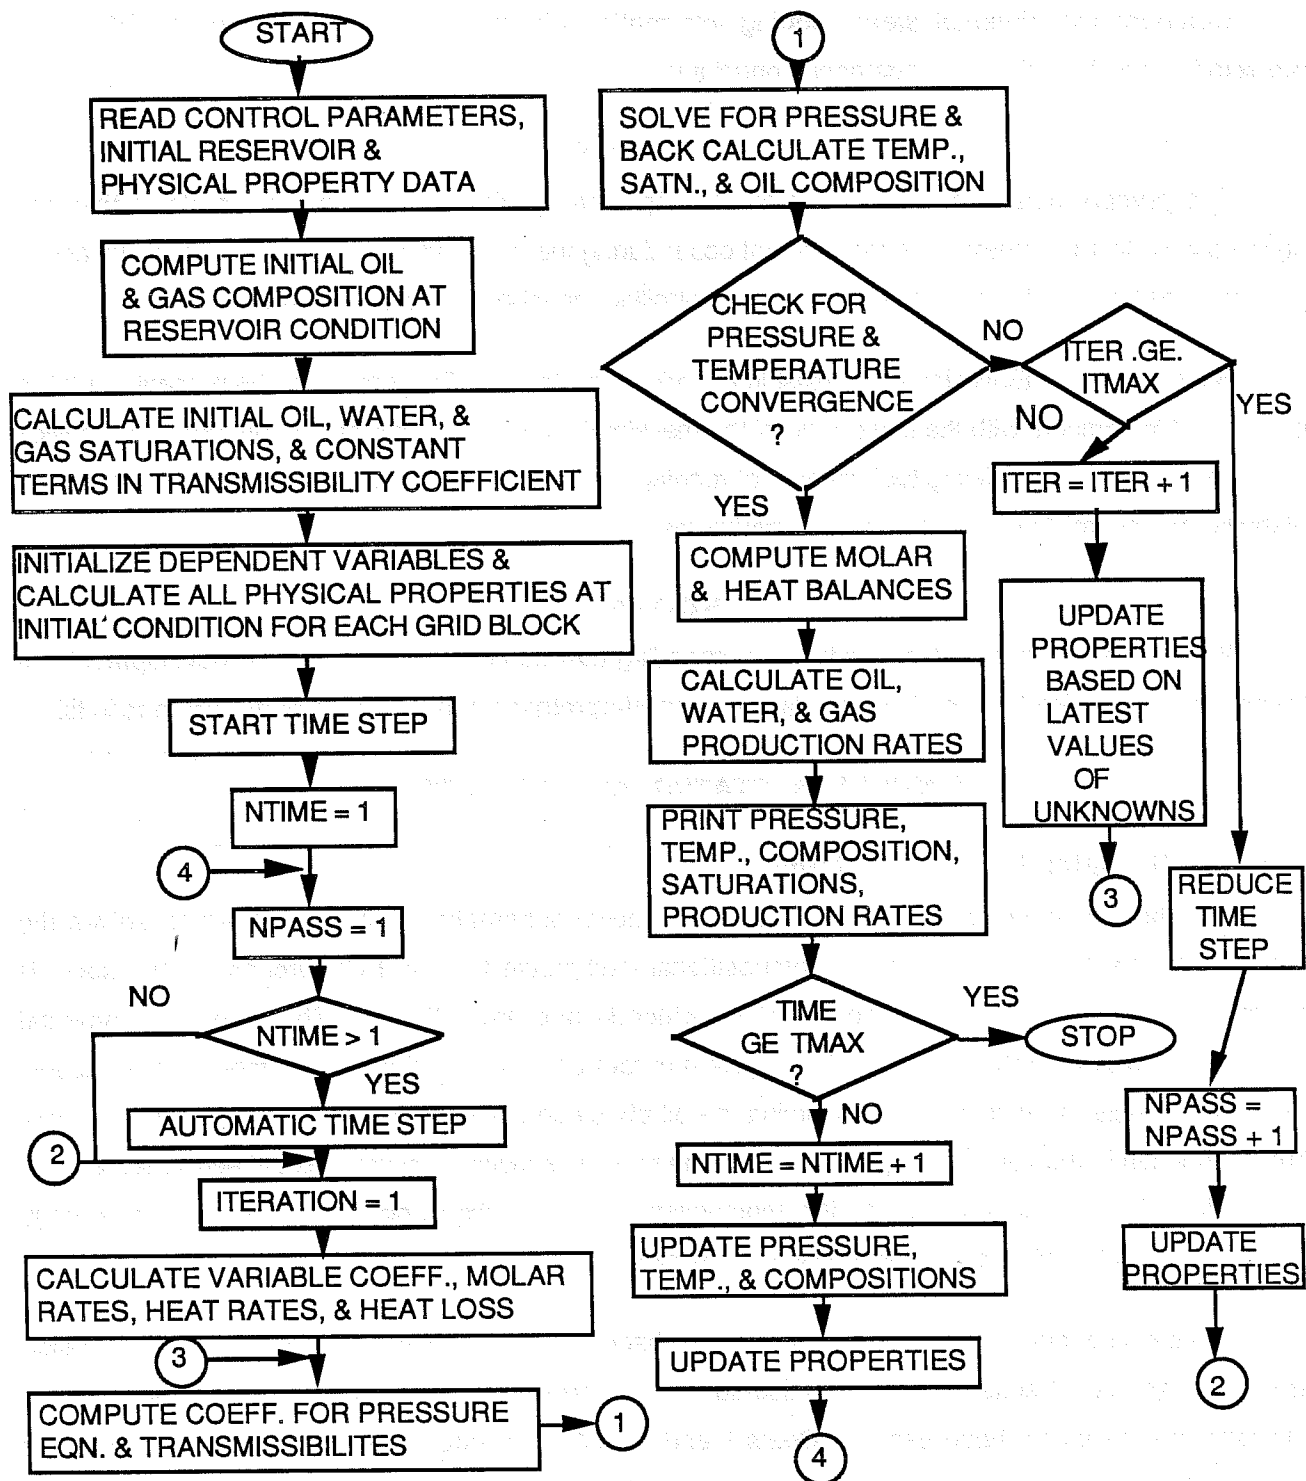 START
READ CONTROL PARAMETERS,
INITIAL RESERVOIR &
PHYSICAL PROPERTY DATA
COMPUTE INITIAL OIL
& GAS COMPOSITION AT
RESERVOIR CONDITION
CALCULATE INITIAL OIL, WATER, &
GAS SATURATIONS, & CONSTANT
TERMS IN TRANSMISSIBILITY COEFFICIENT
INITIALIZE DEPENDENT VARIABLES &
CALCULATE ALL PHYSICAL PROPERTIES AT
INITIAL CONDITION FOR EACH GRID BLOCK
START TIME STEP
NTIME = 1
4
NPASS = 1
NO
NTIME > 1
YES
AUTOMATIC TIME STEP
2
ITERATION = 1
CALCULATE VARIABLE COEFF., MOLAR
RATES, HEAT RATES, & HEAT LOSS
3
COMPUTE COEFF. FOR PRESSURE
EQN. & TRANSMISSIBILITES
1
1
SOLVE FOR PRESSURE &
BACK CALCULATE TEMP.,
SATN., & OIL COMPOSITION
CHECK FOR
PRESSURE &
TEMPERATURE
CONVERGENCE
?
NO
YES
COMPUTE MOLAR
& HEAT BALANCES
CALCULATE OIL,
WATER, & GAS
PRODUCTION RATES
PRINT PRESSURE,
TEMP., COMPOSITION,
SATURATIONS,
PRODUCTION RATES
TIME
GE TMAX
?
YES
STOP
NO
NTIME = NTIME + 1
UPDATE PRESSURE,
TEMP., & COMPOSITIONS
UPDATE PROPERTIES
4
ITER .GE.
ITMAX
NO
YES
ITER = ITER + 1
UPDATE
PROPERTIES
BASED ON
LATEST
VALUES
OF
UNKNOWNS
3
REDUCE
TIME
STEP
NPASS =
NPASS + 1
UPDATE
PROPERTIES
2